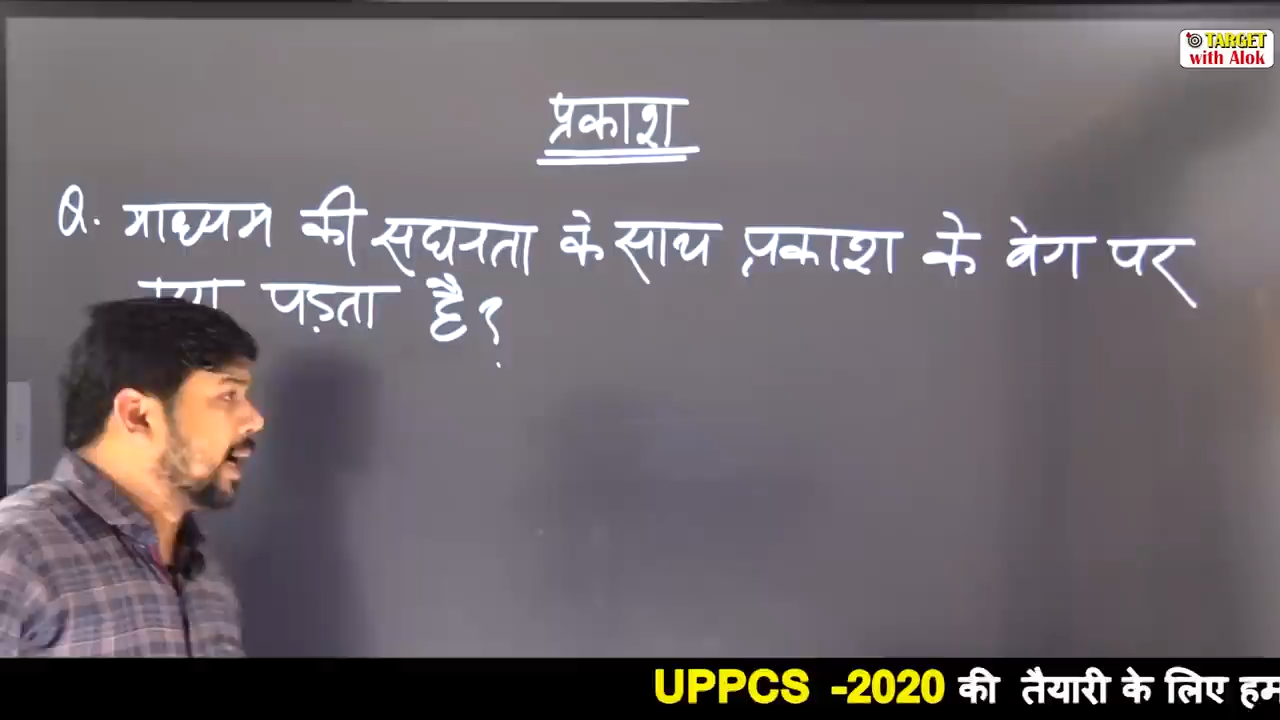 TARGET
with Alok
प्रकाश
Q. माध्यम की सघनता के साथ प्रकाश के वेग पर
पड़ता है?
UPPCS -2020 की तैयारी के लिए हम